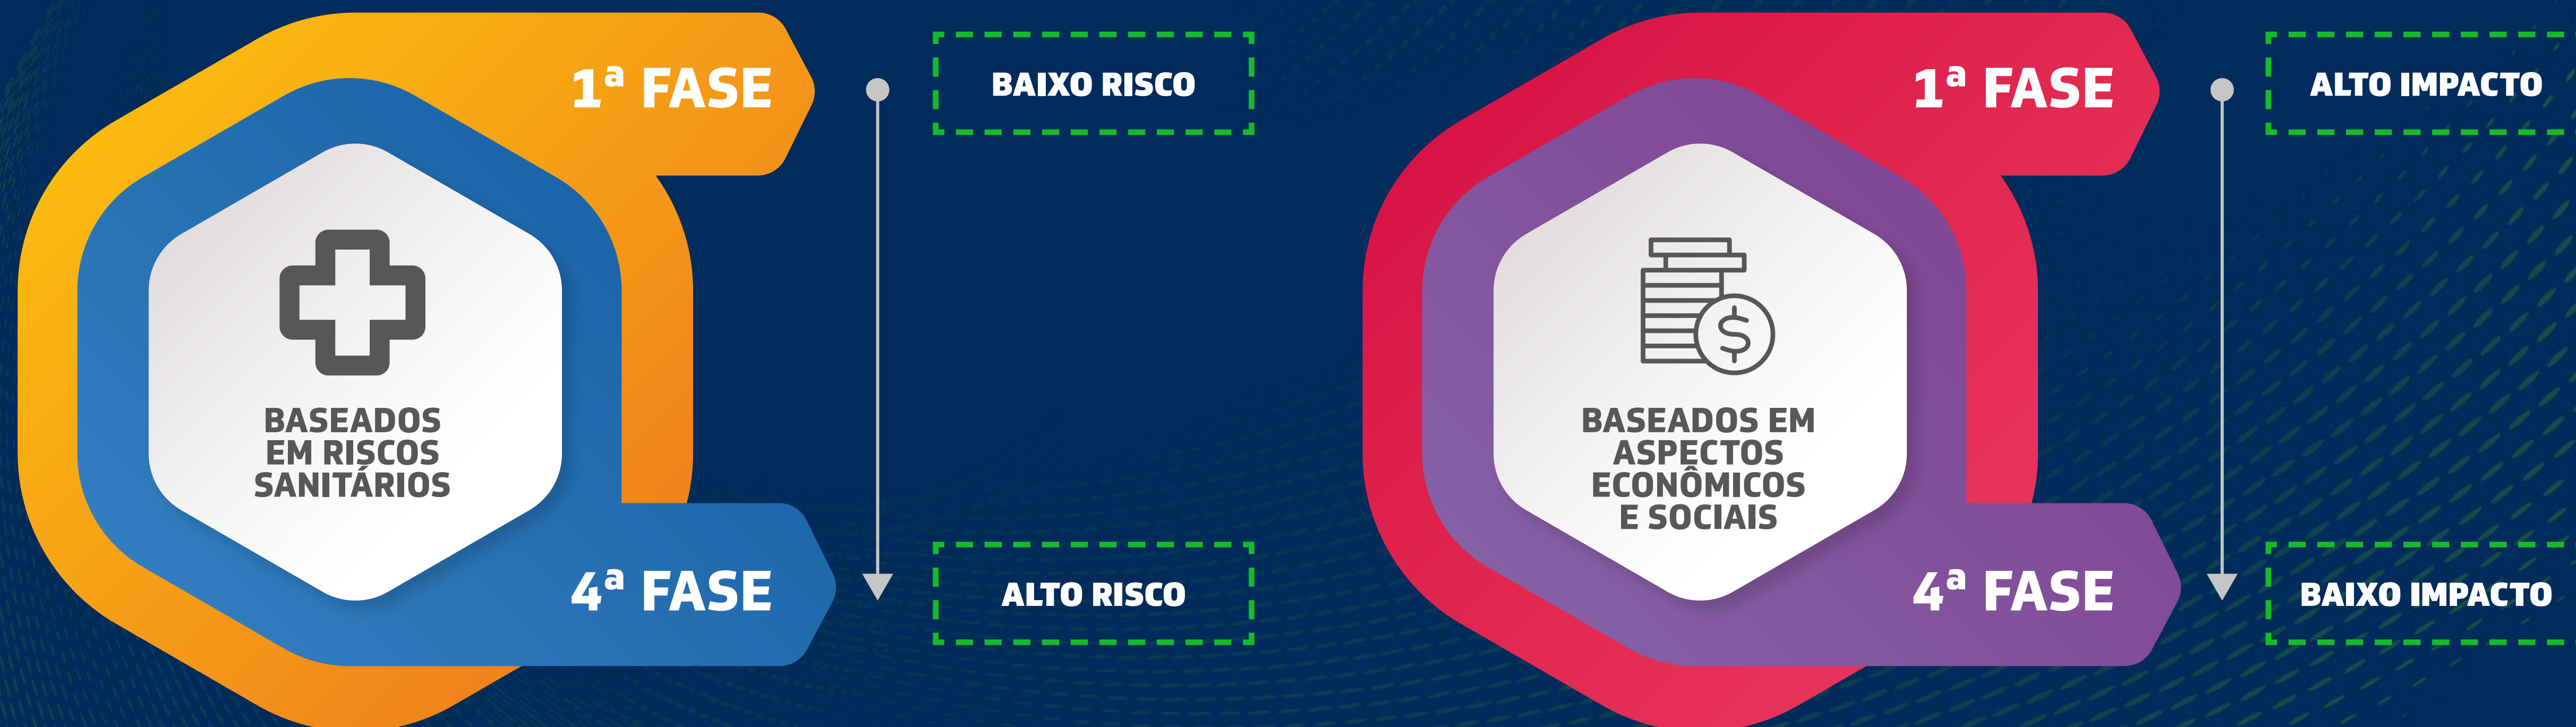 1ª FASE
BAIXO RISCO
BASEADOS
EM RISCOS
SANITÁRIOS
4ª FASE
ALTO RISCO
1ª FASE
ALTO IMPACTO
BASEADOS EM
ASPECTOS
ECONÔMICOS
E SOCIAIS
4ª FASE
BAIXO IMPACTO